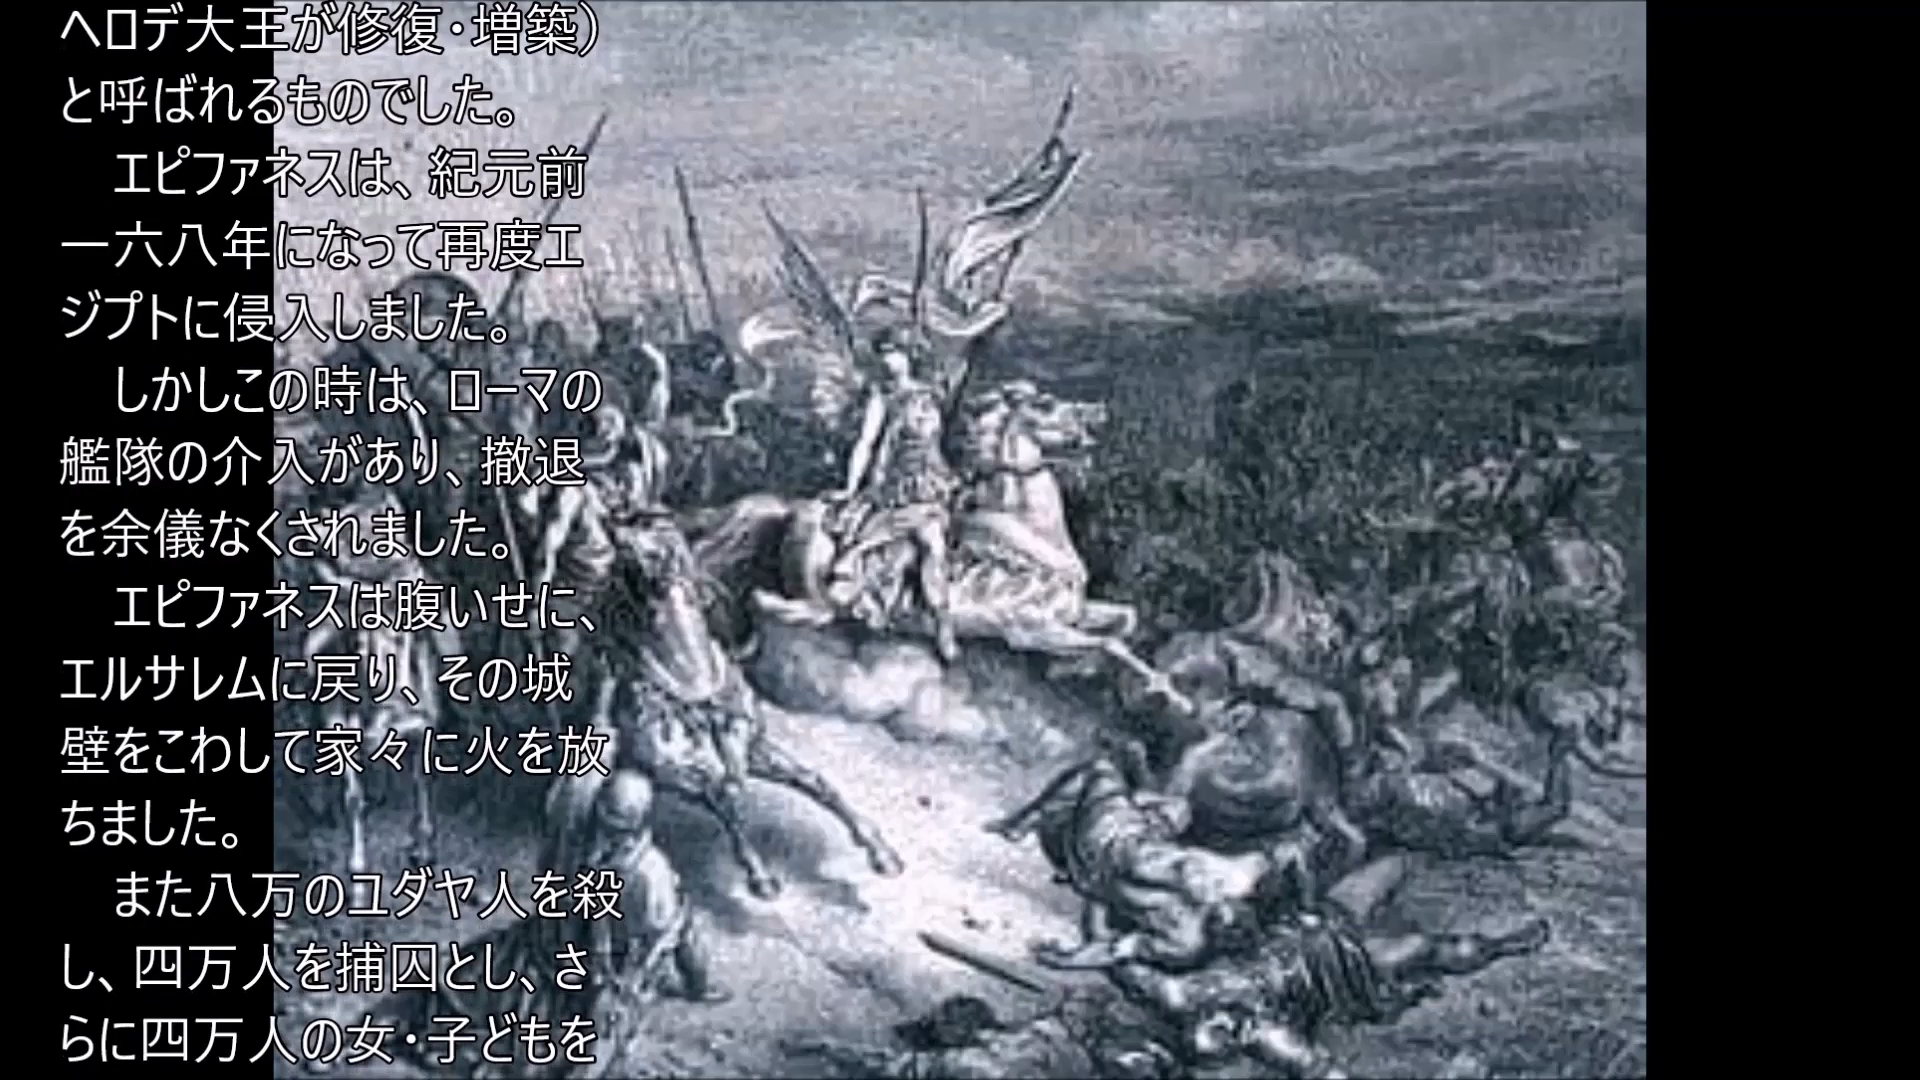 ヘロデ大王が修復・増築）
と呼ばれるものでした。
エピファネスは、紀元前
一六八年になって再度エ
ジプトに侵入しました。
しかしこの時は、ローマの
艦隊の介入があり、撤退
を余儀なくされました。
エピファネスは腹いせに、
エルサレムに戻り、その城
壁をこわして家々に火を放
ちました。
また八万のユダヤ人を殺
し、四万人を捕囚とし、さ
らに四万人の女・子どもを